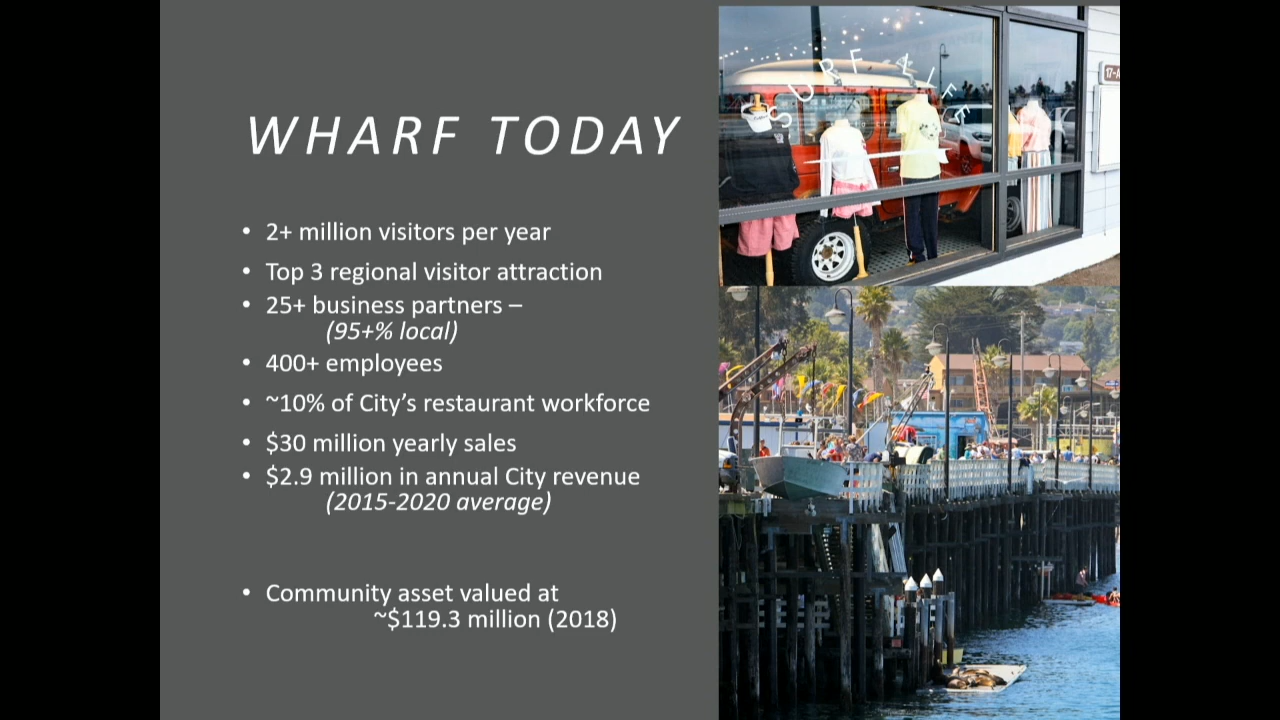 WHARF TODAY
• 2+ million visitors per year
• Top 3 regional visitor attraction
• 25+ business partners –
(95+% local)
• 400+ employees
• ~10% of City's restaurant workforce
• $30 million yearly sales
• $2.9 million in annual City revenue
(2015-2020 average)
• Community asset valued at
~$119.3 million (2018)
SURF LIFE